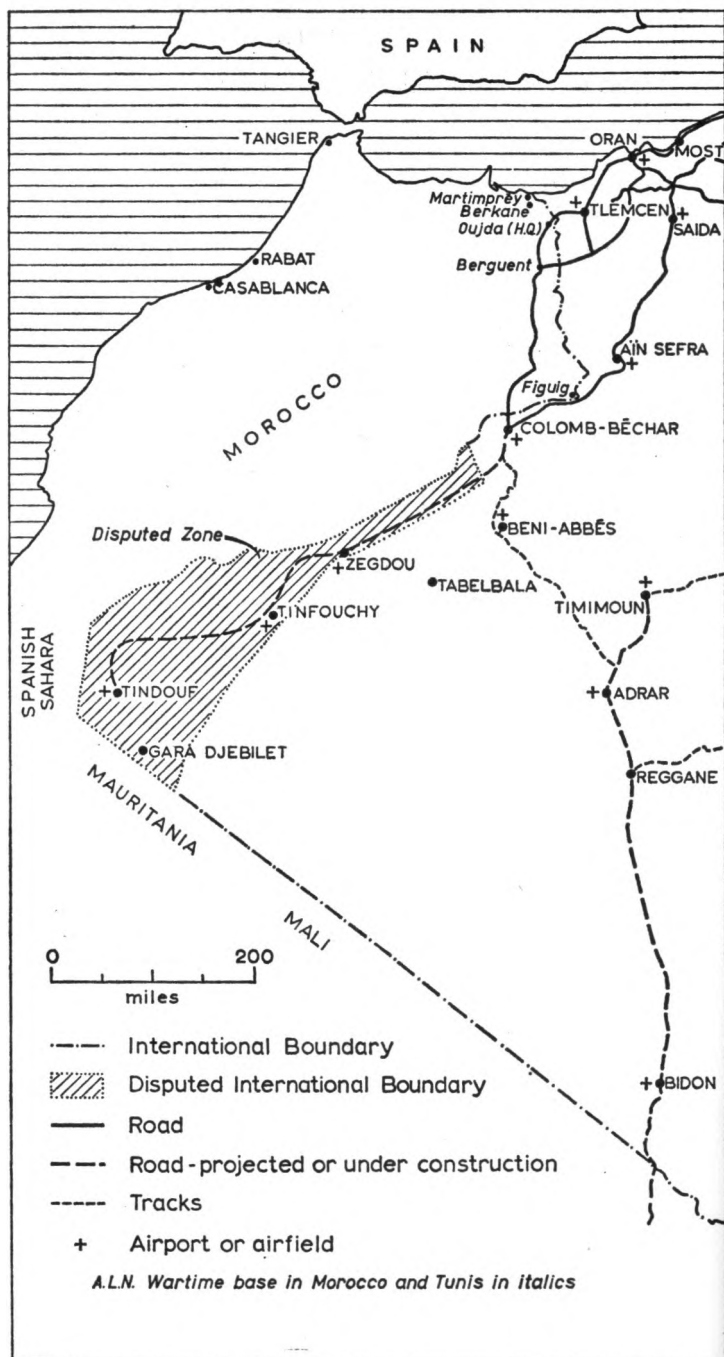 SPAIN
TANGIER
ORAN
MOST
Martimprey
Berkane
TLEMCEN
Oujda (H.Q.)
SAIDA
RABAT
Berguent
CASABLANCA
AÏN SEFRA
MOROCCO
Figuig
COLOMB-BÉCHAR
Disputed Zone
BENI-ABBÉS
ZEGDOU
TABELBALA
TIMIMOUN
TINFOUCHY
SPANISH
SAHARA
TINDOUF
ADRAR
GARA DJEBILET
REGGANE
MAURITANIA
MALI
0 200
miles
International Boundary
Disputed International Boundary
Road
Road-projected or under construction
BIDON
Tracks
Airport or airfield
A.L.N. Wartime base in Morocco and Tunis in italics